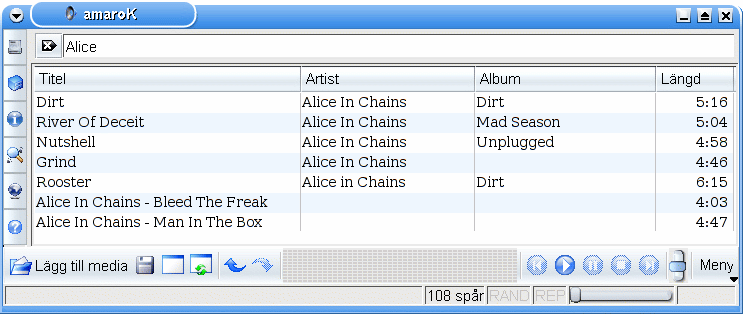 amaroK
Alice
Titel Artist Album Längd
Dirt Alice In Chains Dirt 5:16
River Of Deceit Alice In Chains Mad Season 5:04
Nutshell Alice In Chains Unplugged 4:58
Grind Alice In Chains 4:46
Rooster Alice in Chains Dirt 6:15
Alice In Chains - Bleed The Freak 4:03
Alice In Chains - Man In The Box 4:47
Lägg till media Meny
108 spår RAND REP